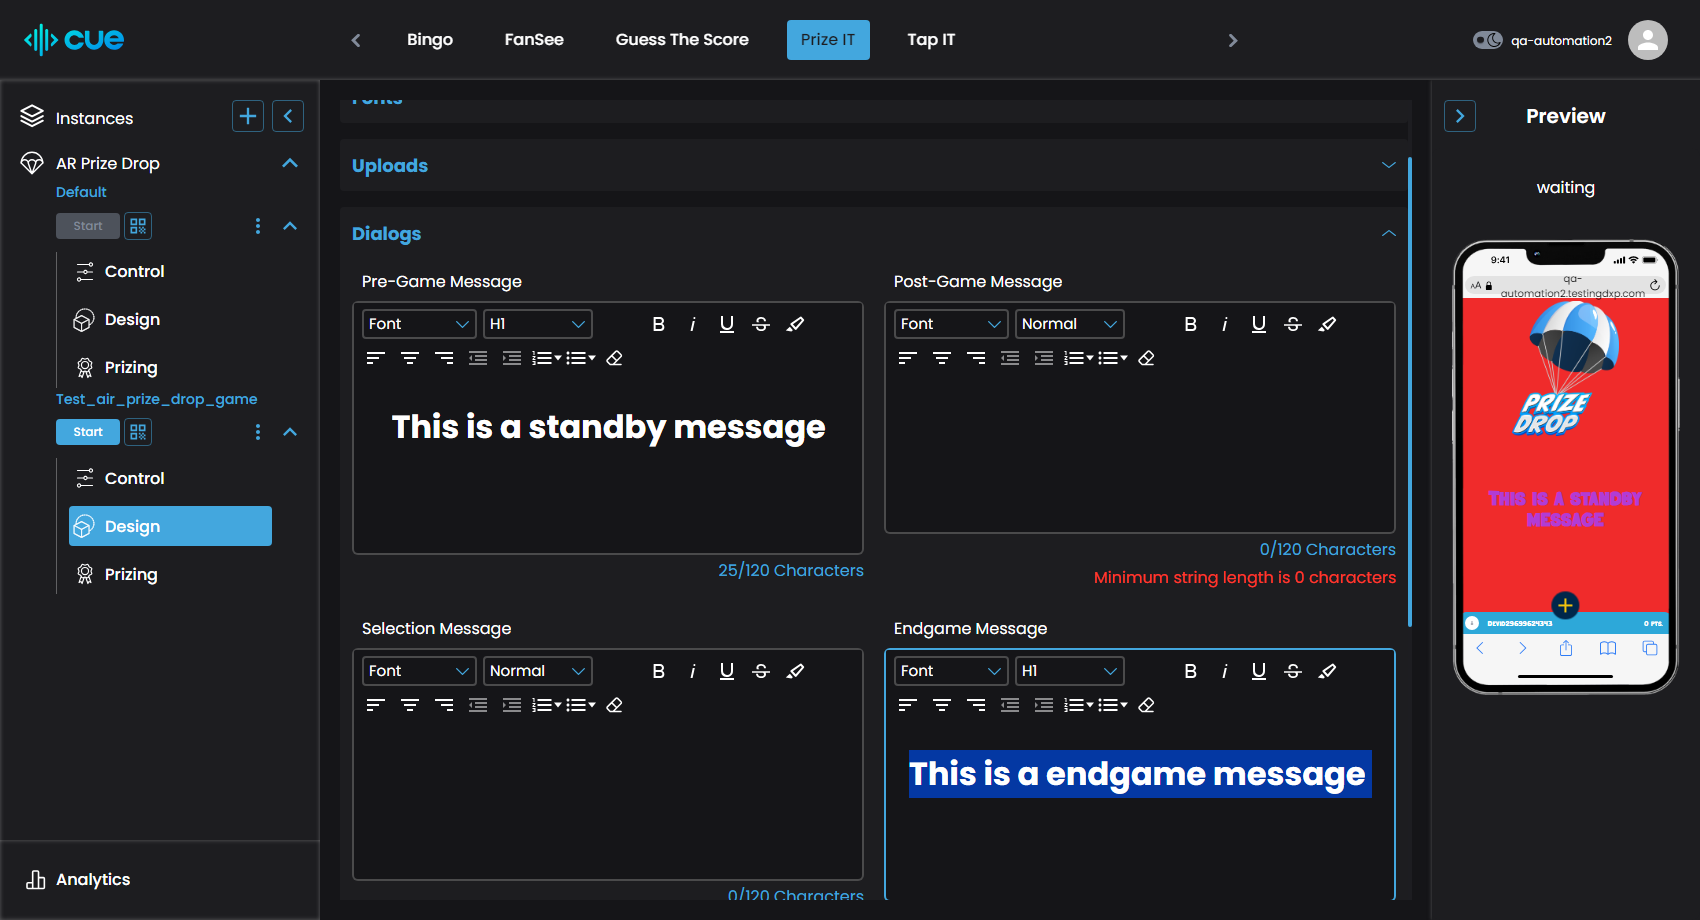 cue
Bingo
FanSee
Guess The Score
Prize IT
Tap IT
qa-automation2
Instances
AR Prize Drop
Default
Start
Control
Design
Prizing
Test_air_prize_drop_game
Start
Control
Design
Prizing
Analytics
Fonts
Uploads
Dialogs
Pre-Game Message
Font
H1
B i U S
This is a standby message
25/120 Characters
Post-Game Message
Font
Normal
B i U S
0/120 Characters
Minimum string length is 0 characters
Selection Message
Font
Normal
B i U S
0/120 Characters
Endgame Message
Font
H1
B i U S
This is a endgame message
Preview
waiting
9:41
AA
qa-
automation2.testingdxp.com
PRIZE
DROP
THIS IS A STANDBY
MESSAGE
0 PTS.